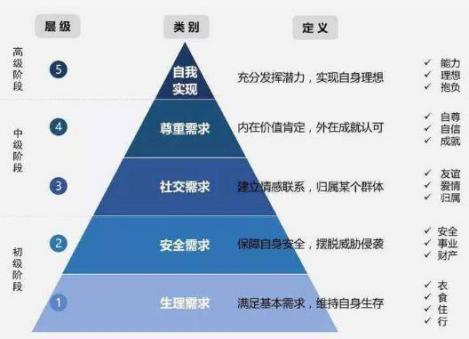 层级 类别 定义
高级阶段
5
自我
实现
充分发挥潜力，实现自身理想
✓ 能力
✓ 理想
✓ 抱负
中级阶段
4
尊重需求
内在价值肯定，外在成就认可
✓ 自尊
✓ 自信
✓ 成就
3
社交需求
建立情感联系，归属某个群体
✓ 友谊
✓ 爱情
✓ 归属
初级阶段
2
安全需求
保障自身安全，摆脱威胁侵袭
✓ 安全
✓ 事业
✓ 财产
1
生理需求
满足基本需求，维持自身生存
✓ 衣
✓ 食
✓ 住
✓ 行